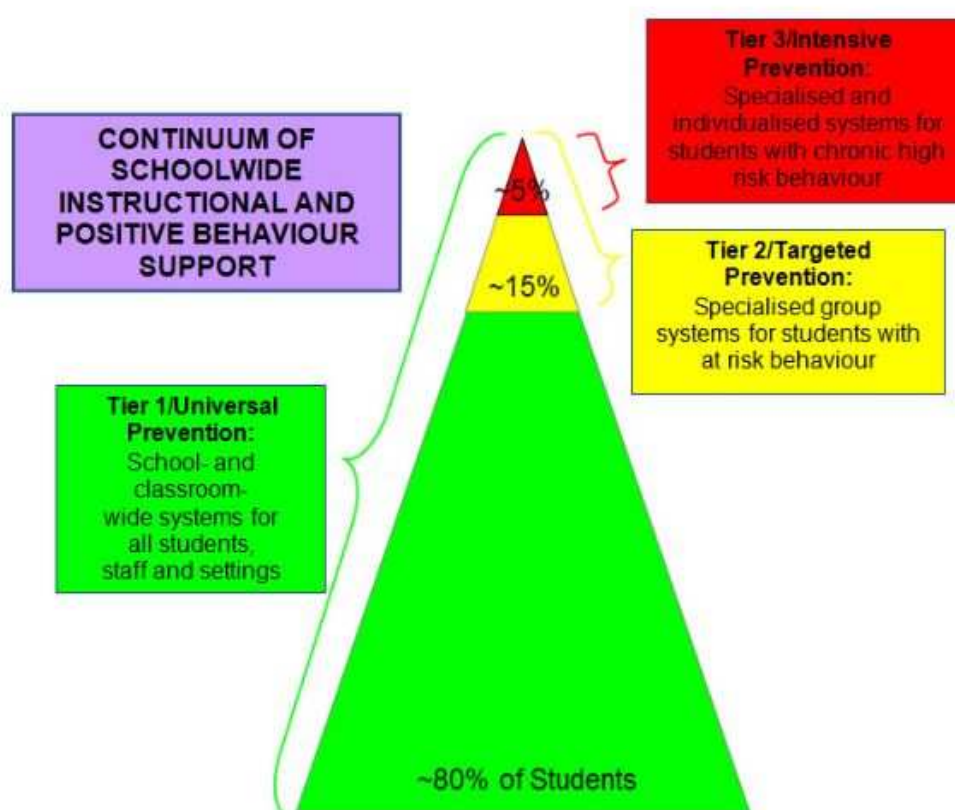 CONTINUUM OF
SCHOOLWIDE
INSTRUCTIONAL AND
POSITIVE BEHAVIOUR
SUPPORT
Tier 3/Intensive
Prevention:
Specialised and
individualised systems for
students with chronic high
risk behaviour
~5%
Tier 2/Targeted
Prevention:
Specialised group
systems for students with
at risk behaviour
~15%
Tier 1/Universal
Prevention:
School- and
classroom-
wide systems for
all students,
staff and settings
~80% of Students